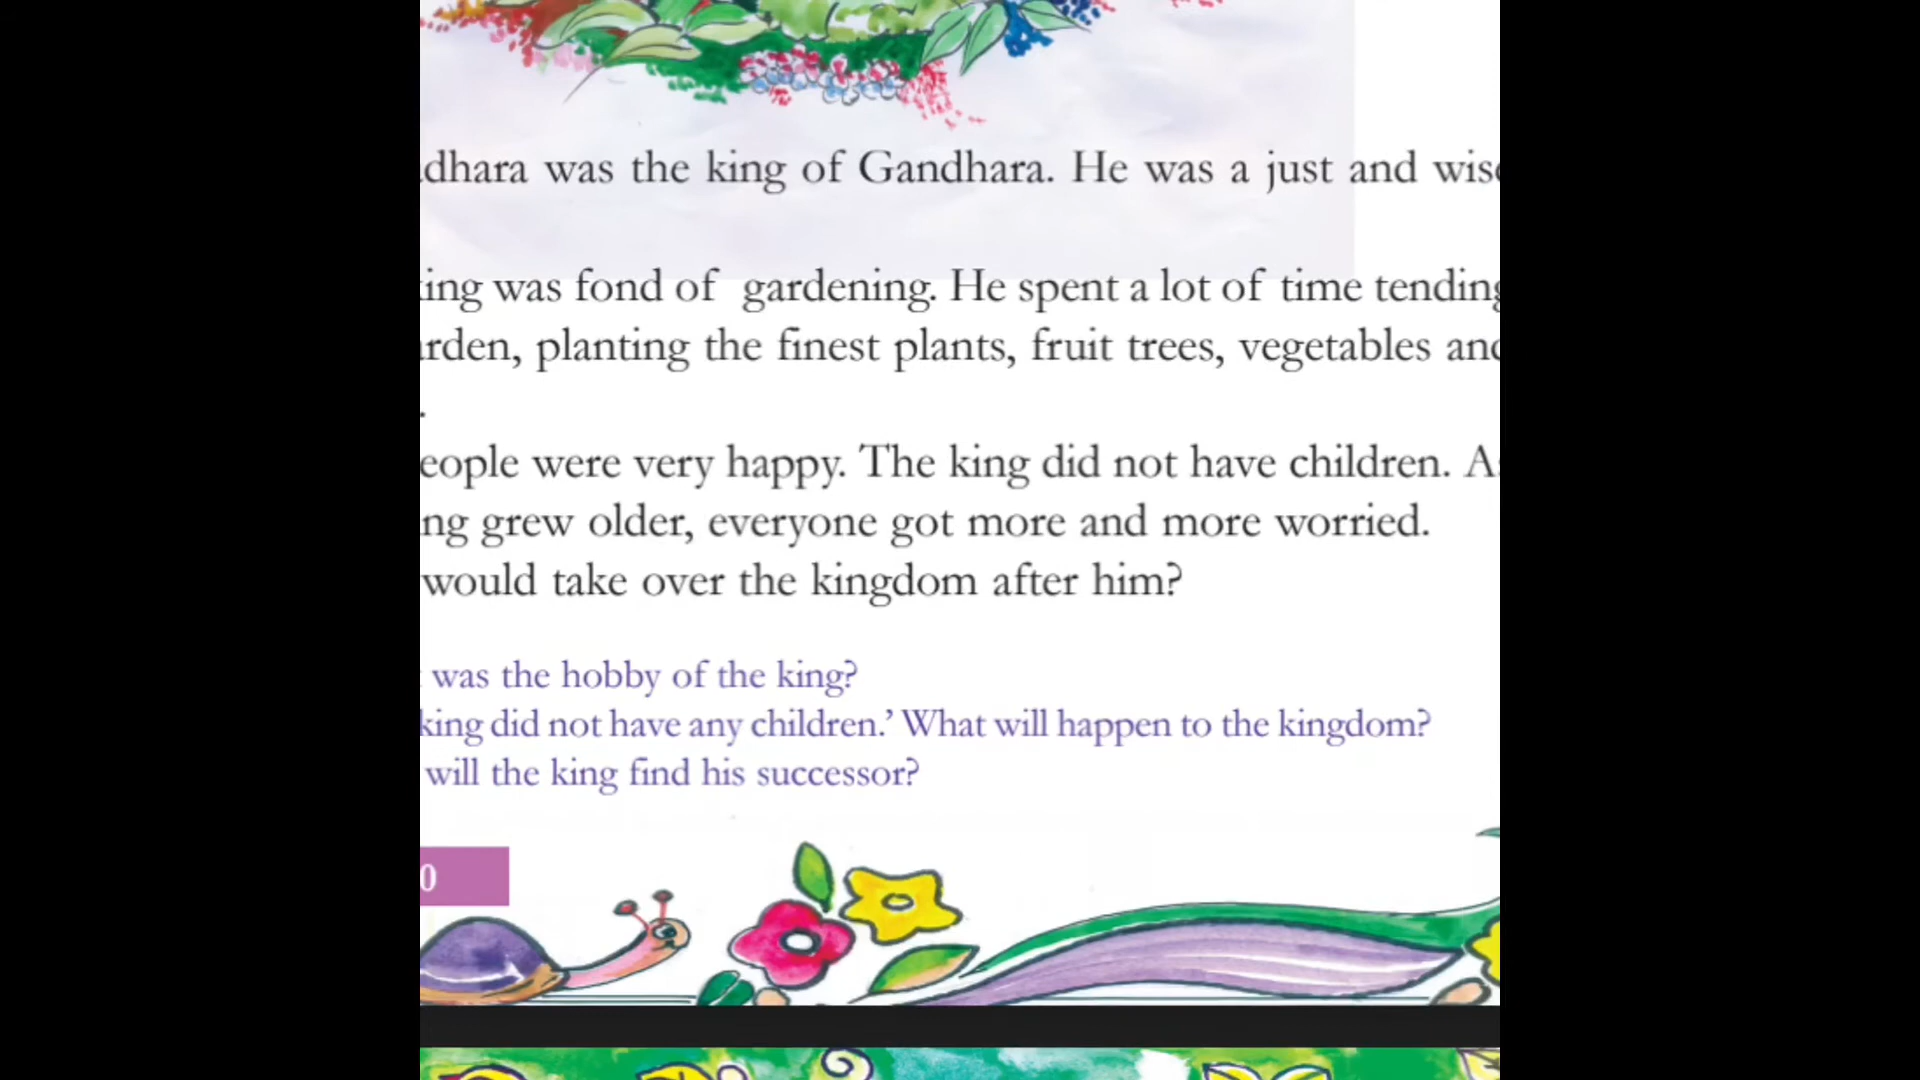 dhara was the king of Gandhara. He was a just and wise
ing was fond of gardening. He spent a lot of time tending
rden, planting the finest plants, fruit trees, vegetables and
.
eople were very happy. The king did not have children. As
ng grew older, everyone got more and more worried.
would take over the kingdom after him?
was the hobby of the king?
king did not have any children.’ What will happen to the kingdom?
will the king find his successor?
0